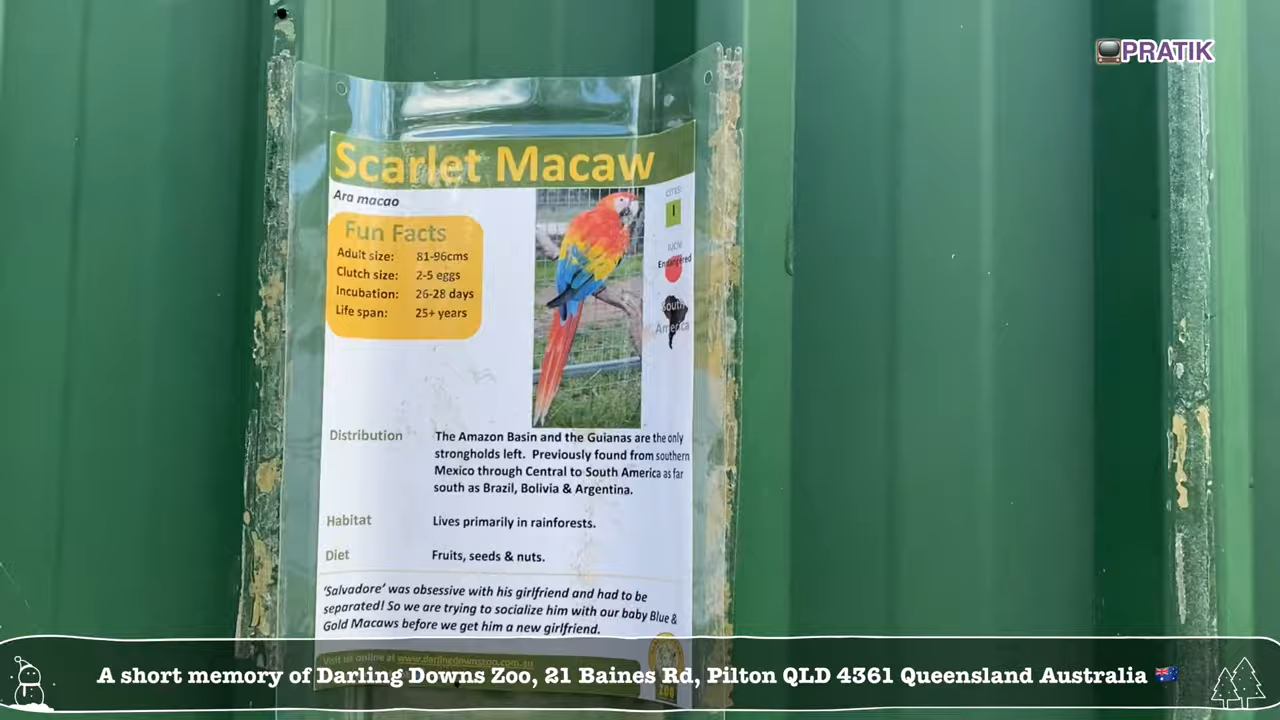 PRATIK
Scarlet Macaw
Ara macao
Fun Facts
Adult size: 81-96cms
Clutch size: 2-5 eggs
Incubation: 26-28 days
Life span: 25+ years
CITES:
I
IUCN:
Endangered
South
America
Distribution The Amazon Basin and the Guianas are the only
strongholds left. Previously found from southern
Mexico through Central to South America as far
south as Brazil, Bolivia & Argentina.
Habitat Lives primarily in rainforests.
Diet Fruits, seeds & nuts.
'Salvadore' was obsessive with his girlfriend and had to be
separated! So we are trying to socialize him with our baby Blue &
Gold Macaws before we get him a new girlfriend.
Visit us online at www.darlingdownszoo.com.au
ZOO
A short memory of Darling Downs Zoo, 21 Baines Rd, Pilton QLD 4361 Queensland Australia